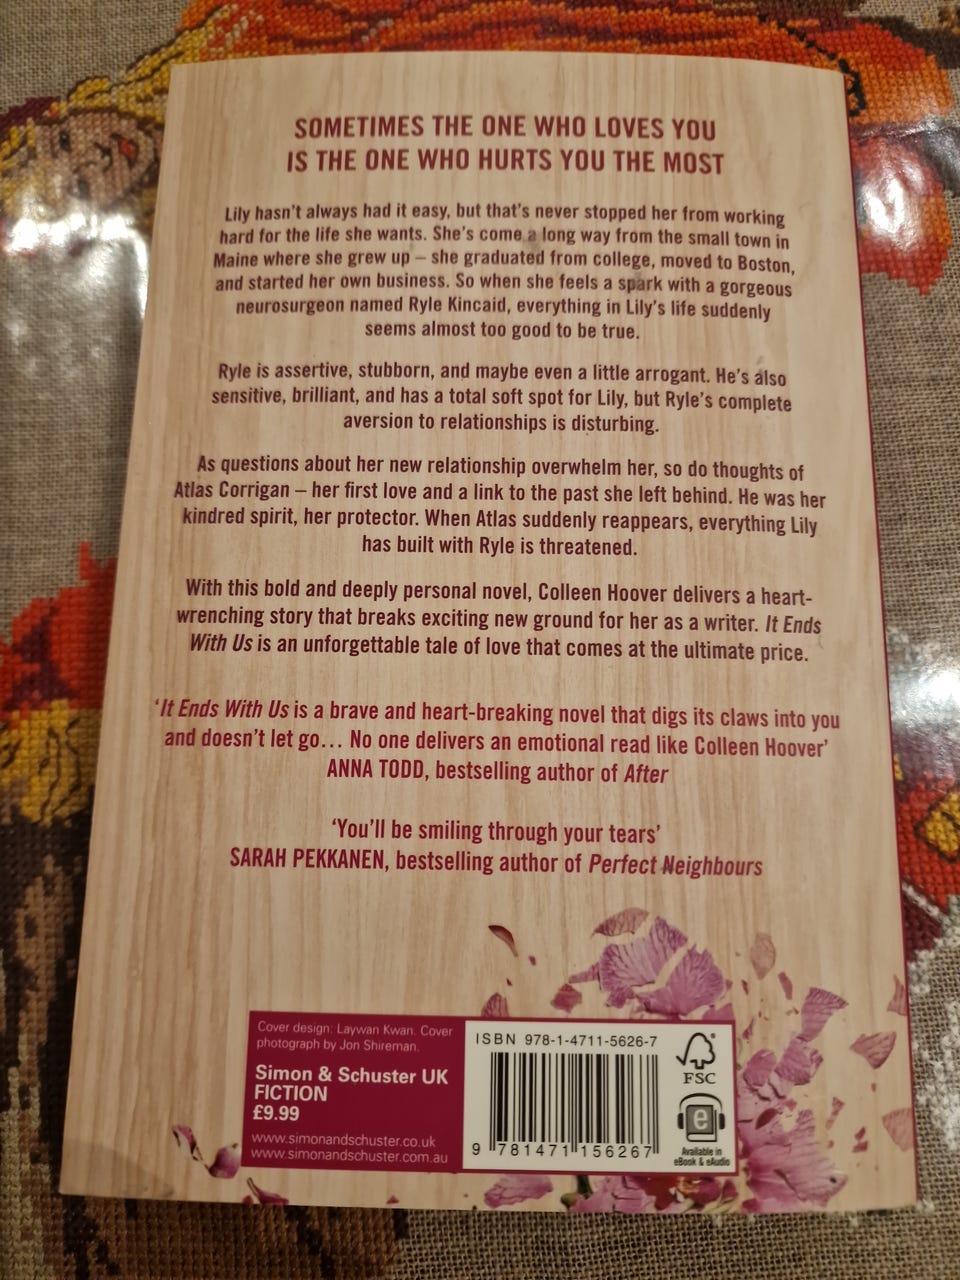 SOMETIMES THE ONE WHO LOVES YOU
IS THE ONE WHO HURTS YOU THE MOST
Lily hasn't always had it easy, but that's never stopped her from working
hard for the life she wants. She's come a long way from the small town in
Maine where she grew up – she graduated from college, moved to Boston,
and started her own business. So when she feels a spark with a gorgeous
neurosurgeon named Ryle Kincaid, everything in Lily's life suddenly
seems almost too good to be true.
Ryle is assertive, stubborn, and maybe even a little arrogant. He's also
sensitive, brilliant, and has a total soft spot for Lily, but Ryle's complete
aversion to relationships is disturbing.
As questions about her new relationship overwhelm her, so do thoughts of
Atlas Corrigan – her first love and a link to the past she left behind. He was her
kindred spirit, her protector. When Atlas suddenly reappears, everything Lily
has built with Ryle is threatened.
With this bold and deeply personal novel, Colleen Hoover delivers a heart-
wrenching story that breaks exciting new ground for her as a writer. It Ends
With Us is an unforgettable tale of love that comes at the ultimate price.
'It Ends With Us is a brave and heart-breaking novel that digs its claws into you
and doesn't let go… No one delivers an emotional read like Colleen Hoover'
ANNA TODD, bestselling author of After
'You'll be smiling through your tears'
SARAH PEKKANEN, bestselling author of Perfect Neighbours
Cover design: Laywan Kwan. Cover
photograph by Jon Shireman.
Simon & Schuster UK
FICTION
£9.99
www.simonandschuster.co.uk
www.simonandschuster.com.au
ISBN 978-1-4711-5626-7
9 781471 156267
FSC
e
Available in
eBook & eAudio